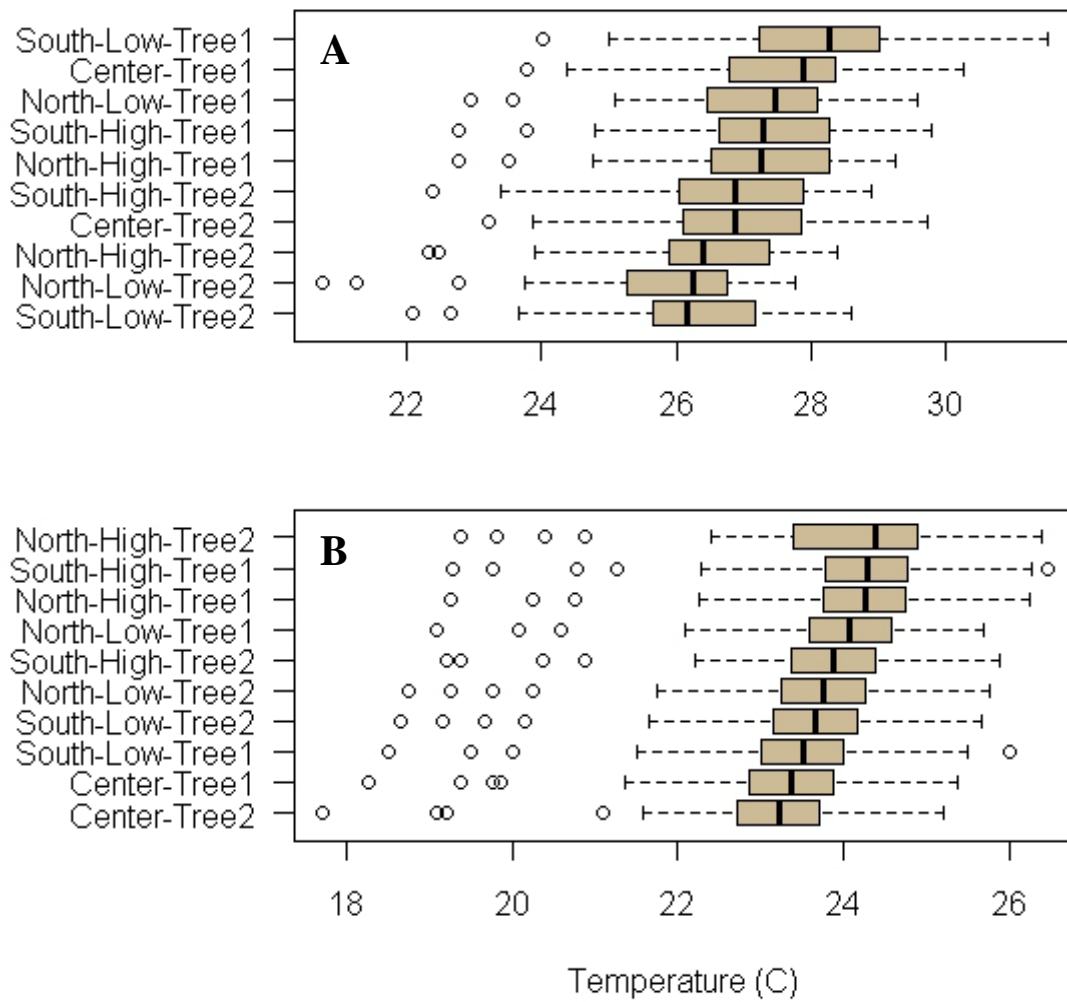 A
South-Low-Tree1
Center-Tree1
North-Low-Tree1
South-High-Tree1
North-High-Tree1
South-High-Tree2
Center-Tree2
North-High-Tree2
North-Low-Tree2
South-Low-Tree2
22 24 26 28 30
B
North-High-Tree2
South-High-Tree1
North-High-Tree1
North-Low-Tree1
South-High-Tree2
North-Low-Tree2
South-Low-Tree2
South-Low-Tree1
Center-Tree1
Center-Tree2
18 20 22 24 26
Temperature (C)